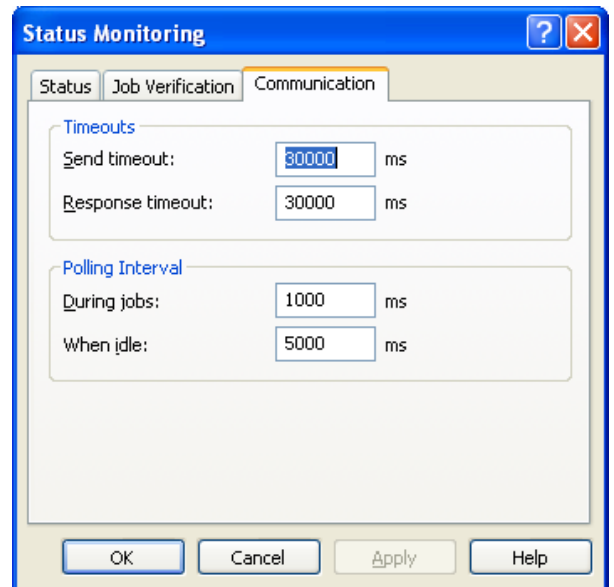 Status Monitoring
Status Job Verification Communication
Timeouts
Send timeout: 30000 ms
Response timeout: 30000 ms
Polling Interval
During jobs: 1000 ms
When idle: 5000 ms
OK Cancel Apply Help